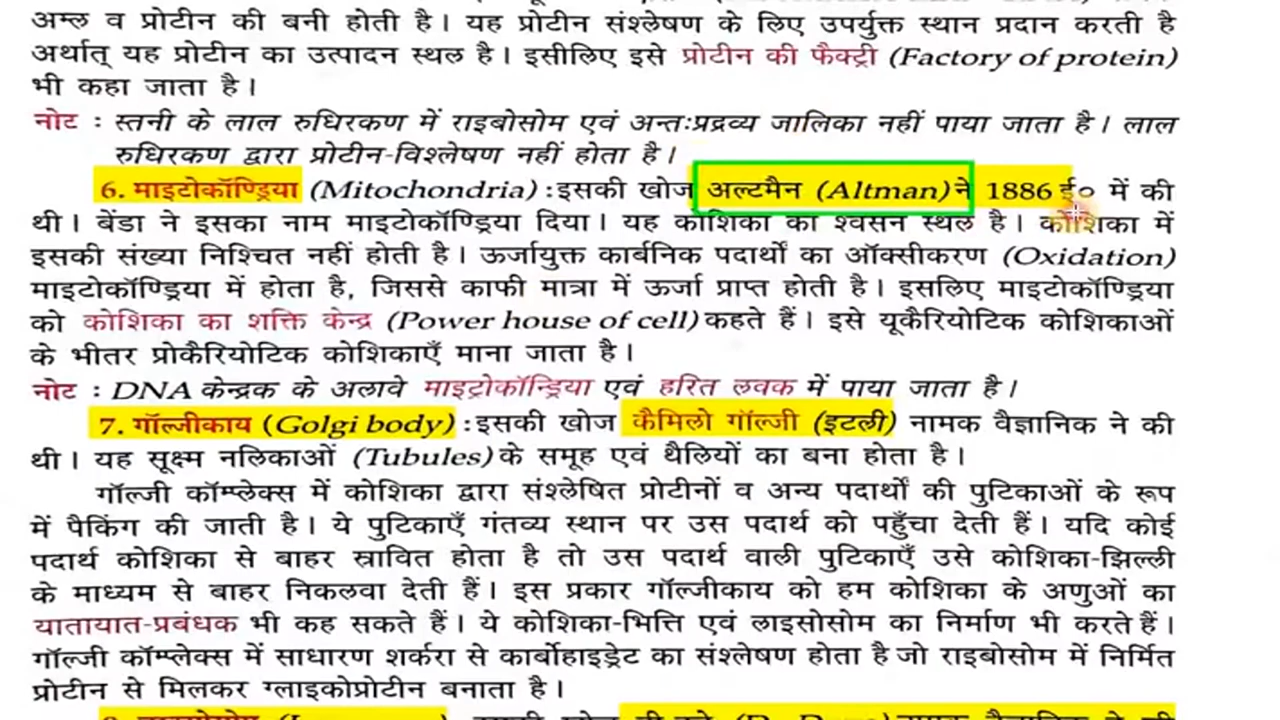 अम्ल व प्रोटीन की बनी होती है। यह प्रोटीन संश्लेषण के लिए उपर्युक्त स्थान प्रदान करती है
अर्थात् यह प्रोटीन का उत्पादन स्थल है। इसीलिए इसे प्रोटीन की फैक्ट्री (Factory of protein)
भी कहा जाता है।
नोट : स्तनी के लाल रुधिरकण में राइबोसोम एवं अन्तःप्रद्रव्य जालिका नहीं पाया जाता है। लाल
रुधिरकण द्वारा प्रोटीन-विश्लेषण नहीं होता है।
6. माइटोकॉण्ड्रिया (Mitochondria) : इसकी खोज अल्टमैन (Altman) ने 1886 ई० में की
थी। बेंडा ने इसका नाम माइटोकॉण्ड्रिया दिया। यह कोशिका का श्वसन स्थल है। कोशिका में
इसकी संख्या निश्चित नहीं होती है। ऊर्जायुक्त कार्बनिक पदार्थों का ऑक्सीकरण (Oxidation)
माइटोकॉण्ड्रिया में होता है, जिससे काफी मात्रा में ऊर्जा प्राप्त होती है। इसलिए माइटोकॉण्ड्रिया
को कोशिका का शक्ति केन्द्र (Power house of cell) कहते हैं। इसे यूकैरियोटिक कोशिकाओं
के भीतर प्रोकैरियोटिक कोशिकाएँ माना जाता है।
नोट : DNA केन्द्रक के अलावे माइट्रोकॉन्ड्रिया एवं हरित लवक में पाया जाता है।
7. गॉल्जीकाय (Golgi body) : इसकी खोज कैमिलो गॉल्जी (इटली) नामक वैज्ञानिक ने की
थी। यह सूक्ष्म नलिकाओं (Tubules) के समूह एवं थैलियों का बना होता है।
गॉल्जी कॉम्प्लेक्स में कोशिका द्वारा संश्लेषित प्रोटीनों व अन्य पदार्थों की पुटिकाओं के रूप
में पैकिंग की जाती है। ये पुटिकाएँ गंतव्य स्थान पर उस पदार्थ को पहुँचा देती हैं। यदि कोई
पदार्थ कोशिका से बाहर स्रावित होता है तो उस पदार्थ वाली पुटिकाएँ उसे कोशिका-झिल्ली
के माध्यम से बाहर निकलवा देती हैं। इस प्रकार गॉल्जीकाय को हम कोशिका के अणुओं का
यातायात-प्रबंधक भी कह सकते हैं। ये कोशिका-भित्ति एवं लाइसोसोम का निर्माण भी करते हैं।
गॉल्जी कॉम्प्लेक्स में साधारण शर्करा से कार्बोहाइड्रेट का संश्लेषण होता है जो राइबोसोम में निर्मित
प्रोटीन से मिलकर ग्लाइकोप्रोटीन बनाता है।